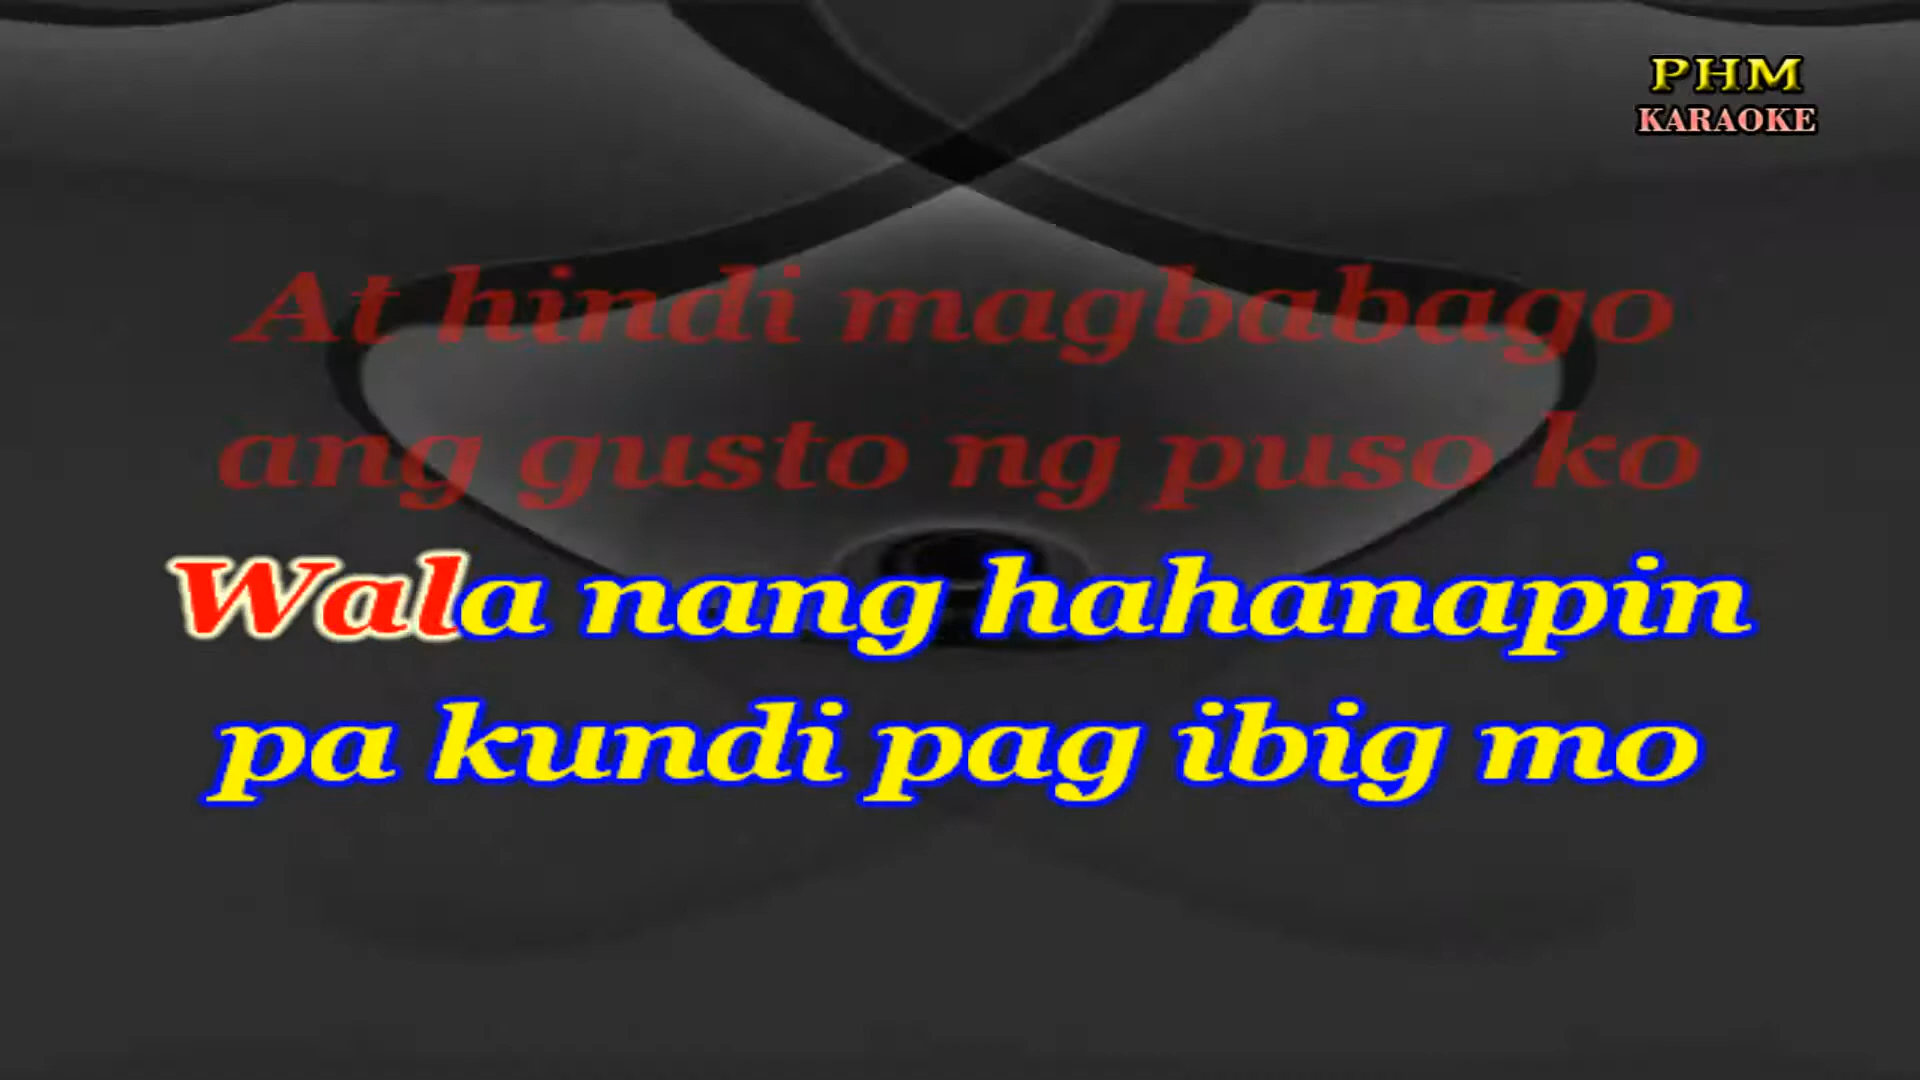 PHM
KARAOKE
At hindi magbabago
ang gusto ng puso ko
Wala nang hahanapin
pa kundi pag ibig mo